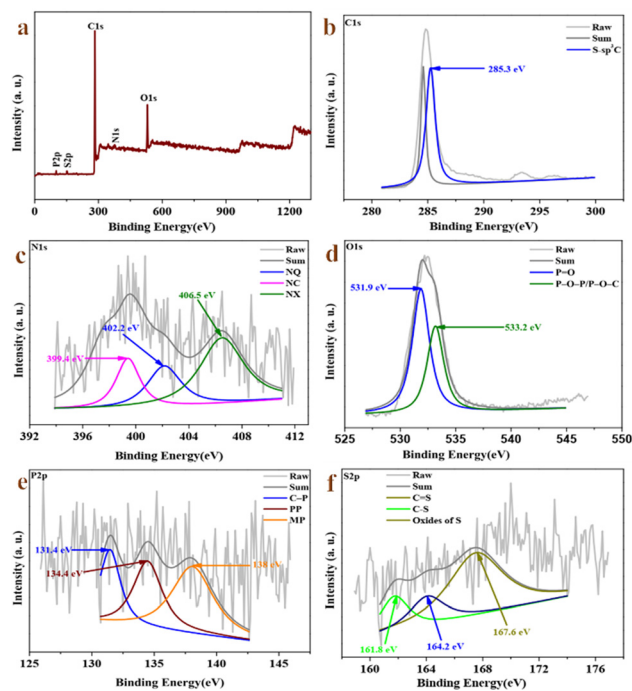 a
C1s
O1s
N1s
P2p
S2p
Intensity (a. u.)
0 300 600 900 1200
Binding Energy(eV)
b
C1s
Raw
Sum
S-sp²C
285.3 eV
Intensity (a. u.)
280 285 290 295 300
Binding Energy(eV)
c
N1s
Raw
Sum
NQ
NC
NX
406.5 eV
402.2 eV
399.4 eV
Intensity (a. u.)
392 396 400 404 408 412
Binding Energy(eV)
d
O1s
Raw
Sum
P=O
P–O–P/P–O–C
531.9 eV
533.2 eV
Intensity (a. u.)
525 530 535 540 545 550
Binding Energy(eV)
e
P2p
Raw
Sum
C–P
PP
MP
131.4 eV
134.4 eV
138 eV
Intensity (a. u.)
125 130 135 140 145
Binding Energy(eV)
f
S2p
Raw
Sum
C=S
C–S
Oxides of S
161.8 eV
164.2 eV
167.6 eV
Intensity (a. u.)
160 164 168 172 176
Binding Energy(eV)